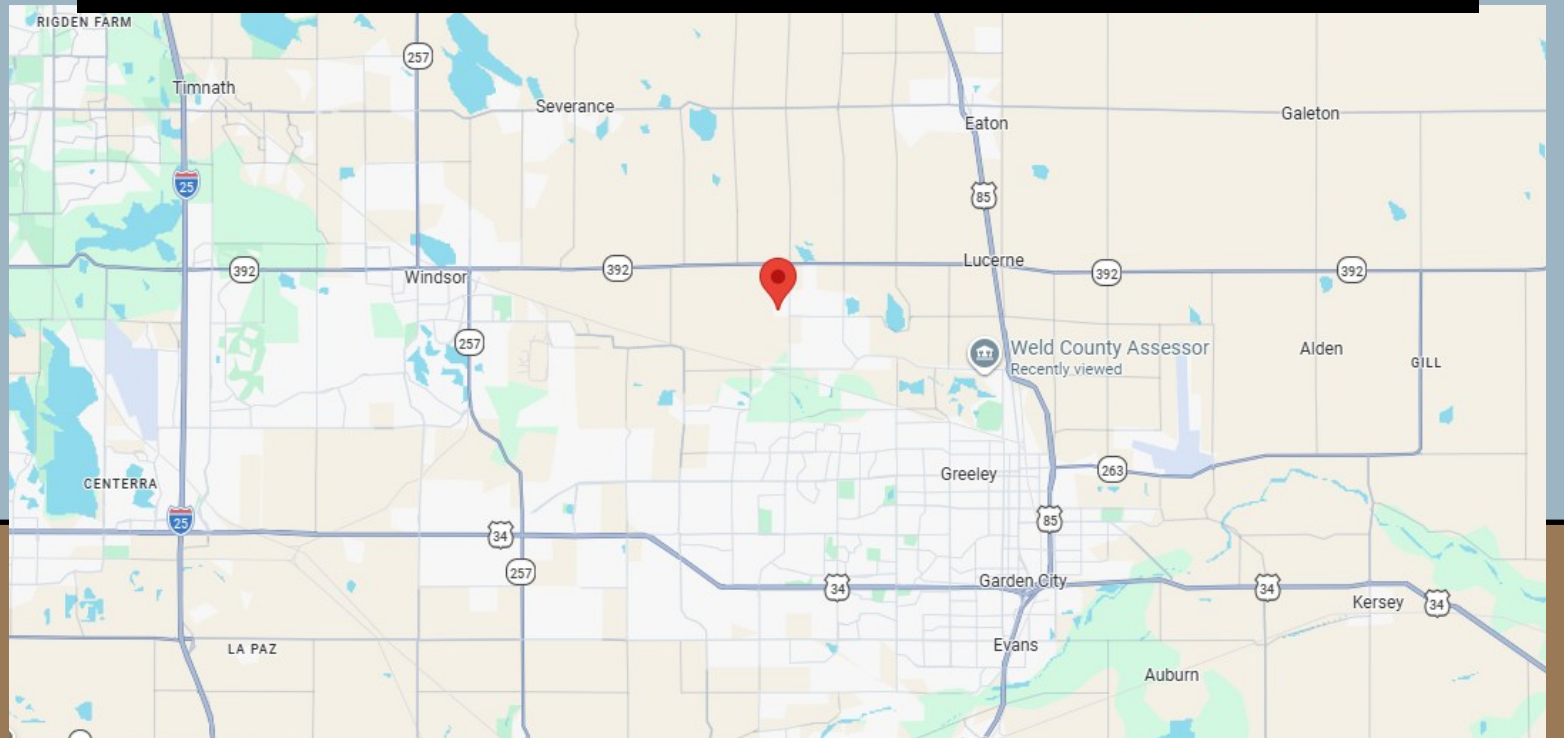 RIGDEN FARM
257
Timnath
Severance
Galeton
Eaton
25
85
392
Windsor
392
Lucerne
392
392
257
Weld County Assessor
Recently viewed
Alden
GILL
Greeley
263
CENTERRA
25
34
85
257
34
Garden City
34
Kersey
34
LA PAZ
Evans
Auburn